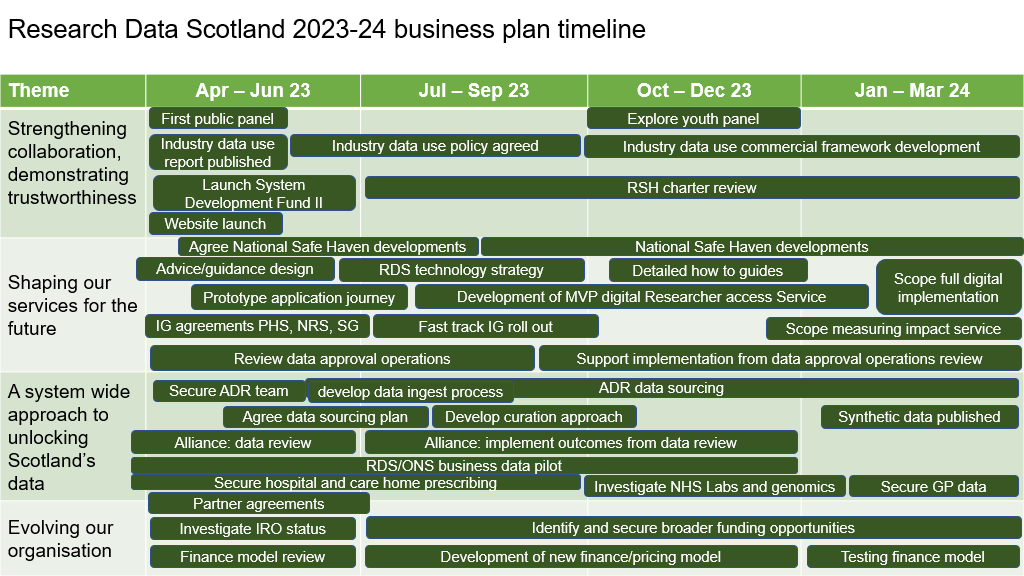 Research Data Scotland 2023-24 business plan timeline
Theme
Apr – Jun 23
Jul – Sep 23
Oct – Dec 23
Jan – Mar 24
Strengthening
collaboration,
demonstrating
trustworthiness
First public panel
Explore youth panel
Industry data use
report published
Industry data use policy agreed
Industry data use commercial framework development
Launch System
Development Fund II
RSH charter review
Website launch
Shaping our
services for the
future
Agree National Safe Haven developments
National Safe Haven developments
Advice/guidance design
RDS technology strategy
Detailed how to guides
Scope full digital
implementation
Prototype application journey
Development of MVP digital Researcher access Service
IG agreements PHS, NRS, SG
Fast track IG roll out
Scope measuring impact service
Review data approval operations
Support implementation from data approval operations review
A system wide
approach to
unlocking
Scotland's
data
Secure ADR team
develop data ingest process
ADR data sourcing
Agree data sourcing plan
Develop curation approach
Synthetic data published
Alliance: data review
Alliance: implement outcomes from data review
RDS/ONS business data pilot
Secure hospital and care home prescribing
Investigate NHS Labs and genomics
Secure GP data
Evolving our
organisation
Partner agreements
Investigate IRO status
Identify and secure broader funding opportunities
Finance model review
Development of new finance/pricing model
Testing finance model